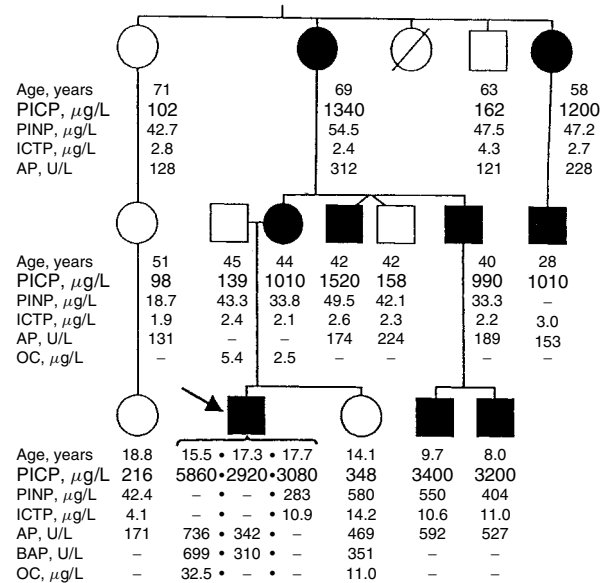 Age, years 71 69 63 58
PICP, μg/L 102 1340 162 1200
PINP, μg/L 42.7 54.5 47.5 47.2
ICTP, μg/L 2.8 2.4 4.3 2.7
AP, U/L 128 312 121 228
Age, years 51 45 44 42 42 40 28
PICP, μg/L 98 139 1010 1520 158 990 1010
PINP, μg/L 18.7 43.3 33.8 49.5 42.1 33.3 –
ICTP, μg/L 1.9 2.4 2.1 2.6 2.3 2.2 3.0
AP, U/L 131 – – 174 224 189 153
OC, μg/L – 5.4 2.5 – – – –
Age, years 18.8 15.5 • 17.3 • 17.7 14.1 9.7 8.0
PICP, μg/L 216 5860•2920•3080 348 3400 3200
PINP, μg/L 42.4 – • – • 283 580 550 404
ICTP, μg/L 4.1 – • – • 10.9 14.2 10.6 11.0
AP, U/L 171 736 • 342 • – 469 592 527
BAP, U/L – 699 • 310 • – 351 – –
OC, μg/L – 32.5 • – • – 11.0 – –